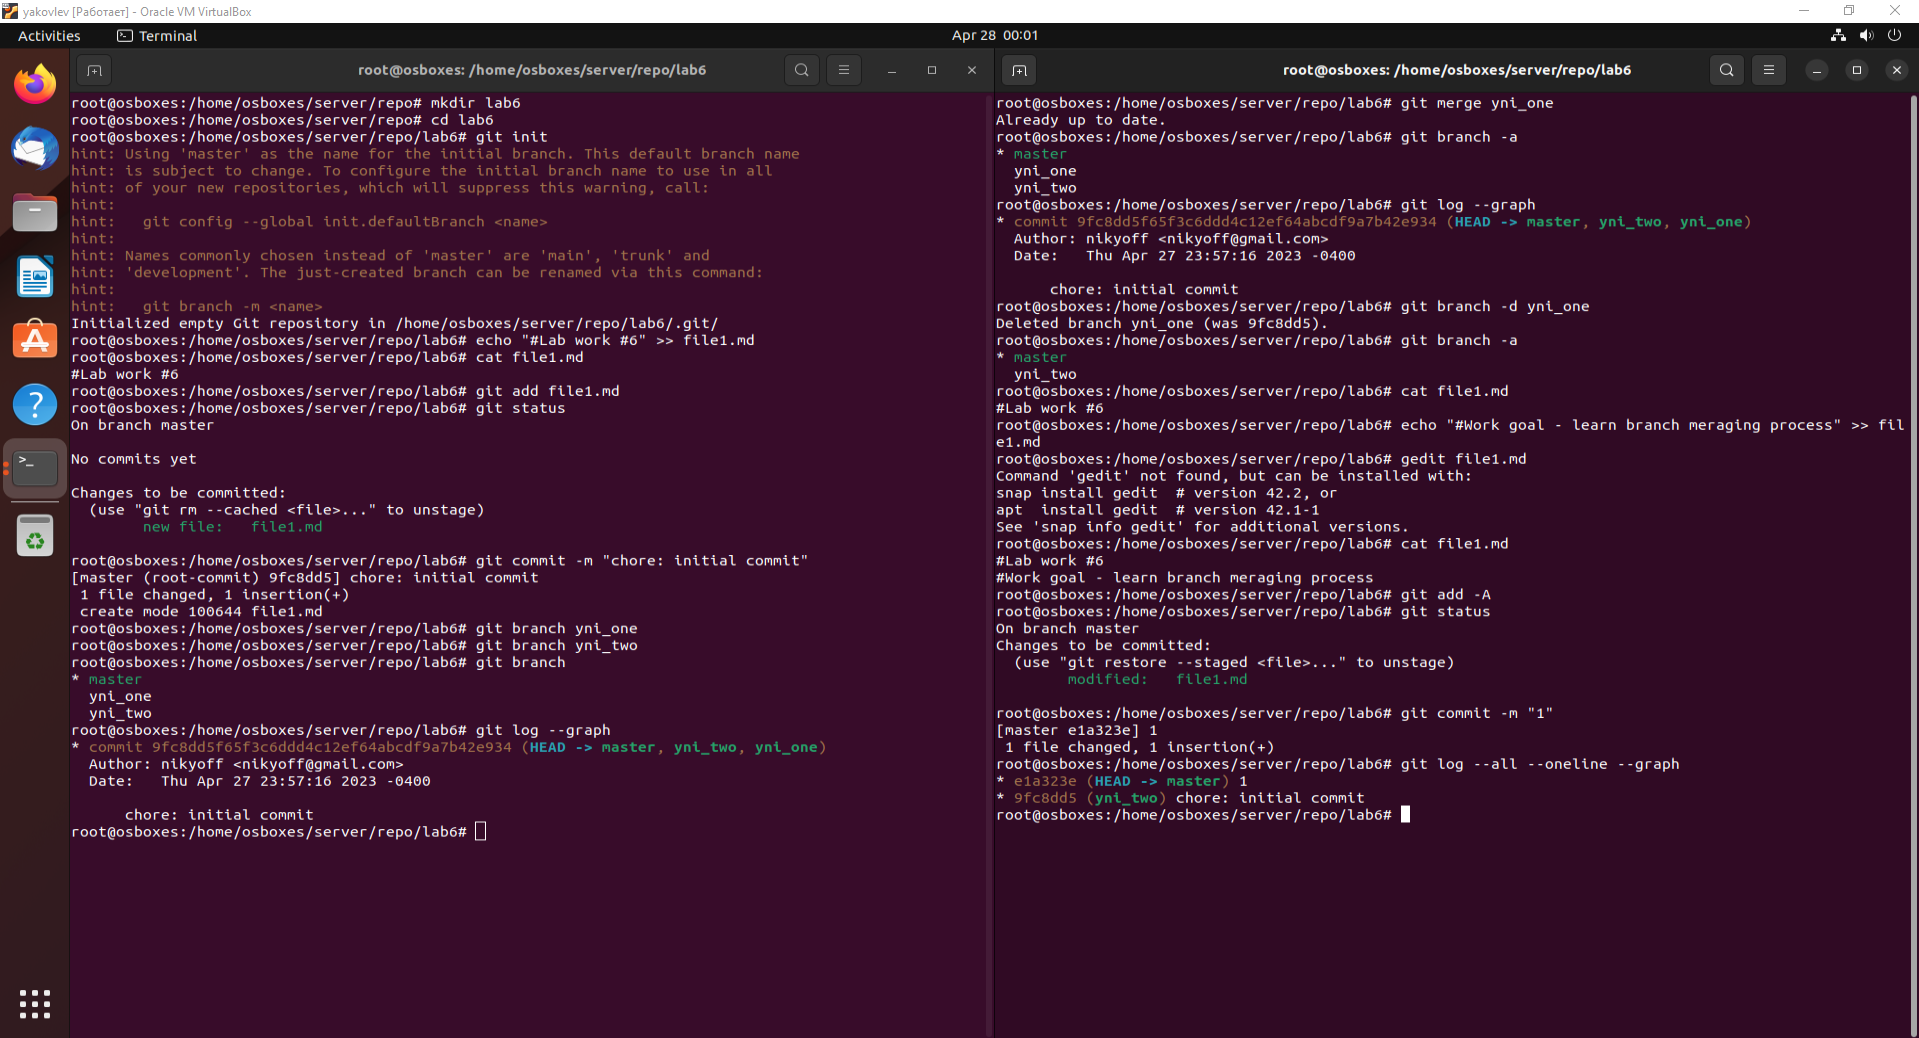 yakovlev [Работает] - Oracle VM VirtualBox
Activities
Terminal
Apr 28 00:01
root@osboxes: /home/osboxes/server/repo/lab6
root@osboxes:/home/osboxes/server/repo# mkdir lab6
root@osboxes:/home/osboxes/server/repo# cd lab6
root@osboxes:/home/osboxes/server/repo/lab6# git init
hint: Using 'master' as the name for the initial branch. This default branch name
hint: is subject to change. To configure the initial branch name to use in all
hint: of your new repositories, which will suppress this warning, call:
hint:
hint:   git config --global init.defaultBranch <name>
hint:
hint: Names commonly chosen instead of 'master' are 'main', 'trunk' and
hint: 'development'. The just-created branch can be renamed via this command:
hint:
hint:   git branch -m <name>
Initialized empty Git repository in /home/osboxes/server/repo/lab6/.git/
root@osboxes:/home/osboxes/server/repo/lab6# echo "#Lab work #6" >> file1.md
root@osboxes:/home/osboxes/server/repo/lab6# cat file1.md
#Lab work #6
root@osboxes:/home/osboxes/server/repo/lab6# git add file1.md
root@osboxes:/home/osboxes/server/repo/lab6# git status
On branch master
No commits yet
Changes to be committed:
  (use "git rm --cached <file>..." to unstage)
        new file:   file1.md
root@osboxes:/home/osboxes/server/repo/lab6# git commit -m "chore: initial commit"
[master (root-commit) 9fc8dd5] chore: initial commit
 1 file changed, 1 insertion(+)
 create mode 100644 file1.md
root@osboxes:/home/osboxes/server/repo/lab6# git branch yni_one
root@osboxes:/home/osboxes/server/repo/lab6# git branch yni_two
root@osboxes:/home/osboxes/server/repo/lab6# git branch
* master
  yni_one
  yni_two
root@osboxes:/home/osboxes/server/repo/lab6# git log --graph
* commit 9fc8dd5f65f3c6ddd4c12ef64abcdf9a7b42e934 (HEAD -> master, yni_two, yni_one)
  Author: nikyoff <nikyoff@gmail.com>
  Date:   Thu Apr 27 23:57:16 2023 -0400
      chore: initial commit
root@osboxes:/home/osboxes/server/repo/lab6#
root@osboxes: /home/osboxes/server/repo/lab6
root@osboxes:/home/osboxes/server/repo/lab6# git merge yni_one
Already up to date.
root@osboxes:/home/osboxes/server/repo/lab6# git branch -a
* master
  yni_one
  yni_two
root@osboxes:/home/osboxes/server/repo/lab6# git log --graph
* commit 9fc8dd5f65f3c6ddd4c12ef64abcdf9a7b42e934 (HEAD -> master, yni_two, yni_one)
  Author: nikyoff <nikyoff@gmail.com>
  Date:   Thu Apr 27 23:57:16 2023 -0400
      chore: initial commit
root@osboxes:/home/osboxes/server/repo/lab6# git branch -d yni_one
Deleted branch yni_one (was 9fc8dd5).
root@osboxes:/home/osboxes/server/repo/lab6# git branch -a
* master
  yni_two
root@osboxes:/home/osboxes/server/repo/lab6# cat file1.md
#Lab work #6
root@osboxes:/home/osboxes/server/repo/lab6# echo "#Work goal - learn branch meraging process" >> fil
e1.md
root@osboxes:/home/osboxes/server/repo/lab6# gedit file1.md
Command 'gedit' not found, but can be installed with:
snap install gedit  # version 42.2, or
apt  install gedit  # version 42.1-1
See 'snap info gedit' for additional versions.
root@osboxes:/home/osboxes/server/repo/lab6# cat file1.md
#Lab work #6
#Work goal - learn branch meraging process
root@osboxes:/home/osboxes/server/repo/lab6# git add -A
root@osboxes:/home/osboxes/server/repo/lab6# git status
On branch master
Changes to be committed:
  (use "git restore --staged <file>..." to unstage)
        modified:   file1.md
root@osboxes:/home/osboxes/server/repo/lab6# git commit -m "1"
[master e1a323e] 1
 1 file changed, 1 insertion(+)
root@osboxes:/home/osboxes/server/repo/lab6# git log --all --oneline --graph
* e1a323e (HEAD -> master) 1
* 9fc8dd5 (yni_two) chore: initial commit
root@osboxes:/home/osboxes/server/repo/lab6#